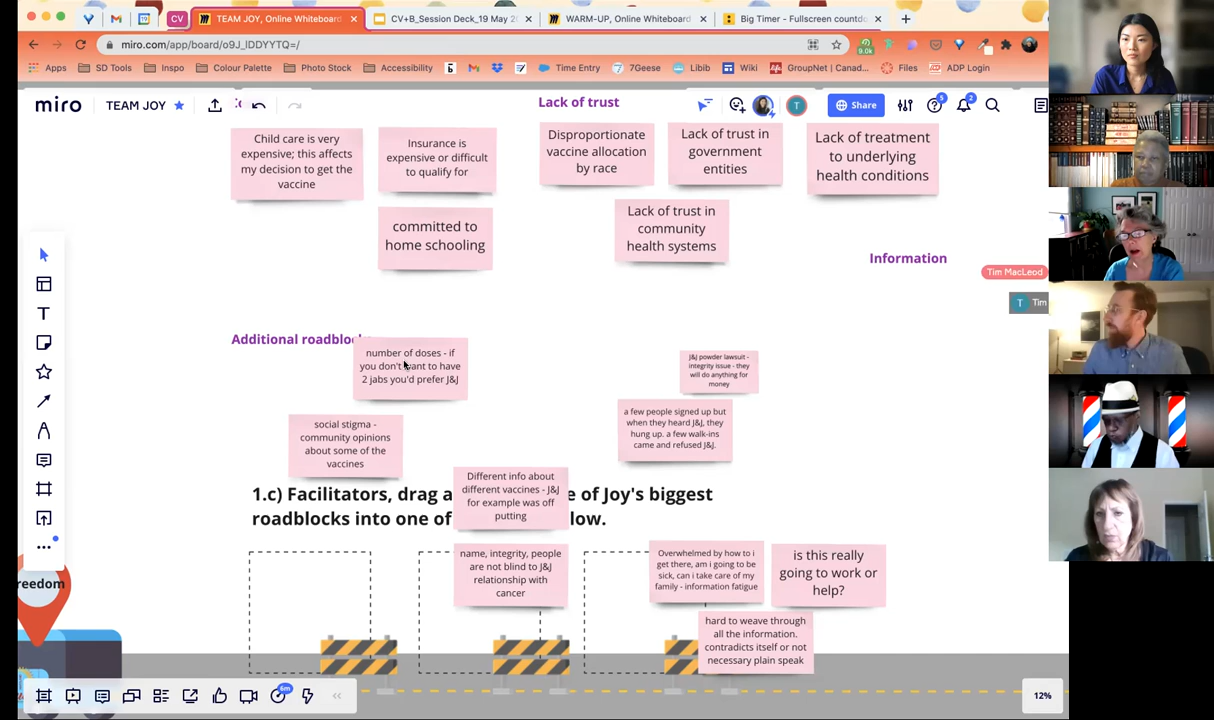 CV
TEAM JOY, Online Whiteboard
CV+B_Session Deck_19 May 2
WARM-UP, Online Whiteboard
Big Timer - Fullscreen countdo
miro.com/app/board/o9J_lDDYYTQ=/
9.0k
Apps
SD Tools
Inspo
Colour Palette
Photo Stock
Accessibility
Time Entry
7Geese
Libib
Wiki
GroupNet | Canad...
Files
ADP Login
miro
TEAM JOY
T
Share
5
2
Lack of trust
Child care is very
expensive; this affects
my decision to get the
vaccine
Insurance is
expensive or difficult
to qualify for
Disproportionate
vaccine allocation
by race
Lack of trust in
government
entities
Lack of treatment
to underlying
health conditions
committed to
home schooling
Lack of trust in
community
health systems
Information
Tim MacLeod
T Tim
Additional roadblo
number of doses - if
you don't want to have
2 jabs you'd prefer J&J
J&J powder lawsuit -
integrity issue - they
will do anything for
money
social stigma -
community opinions
about some of the
vaccines
a few people signed up but
when they heard J&J, they
hung up. a few walk-ins
came and refused J&J.
Different info about
different vaccines - J&J
for example was off
putting
1.c) Facilitators, drag a e of Joy's biggest
roadblocks into one of low.
name, integrity, people
are not blind to J&J
relationship with
cancer
Overwhelmed by how to i
get there, am i going to be
sick, can i take care of my
family - information fatigue
is this really
going to work or
help?
hard to weave through
all the information.
contradicts itself or not
necessary plain speak
reedom
6m
12%